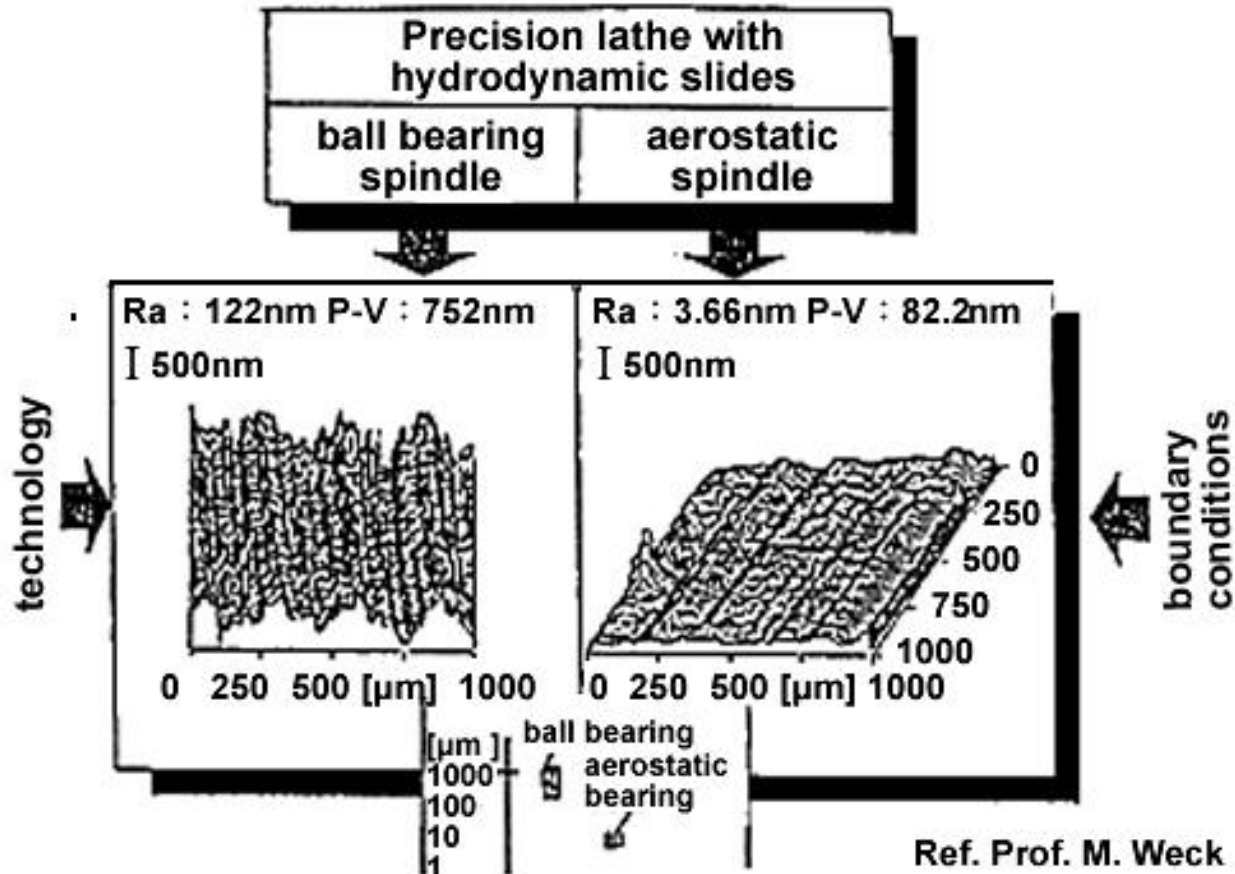 Precision lathe with
hydrodynamic slides
ball bearing
spindle
aerostatic
spindle
Ra : 122nm P-V : 752nm
500nm
Ra : 3.66nm P-V : 82.2nm
500nm
technology
boundary
conditions
0
250
500
750
1000
0 250 500 [µm] 1000
0 250 500 [µm] 1000
[µm ]
1000
100
10
1
ball bearing
aerostatic
bearing
Ref. Prof. M. Weck